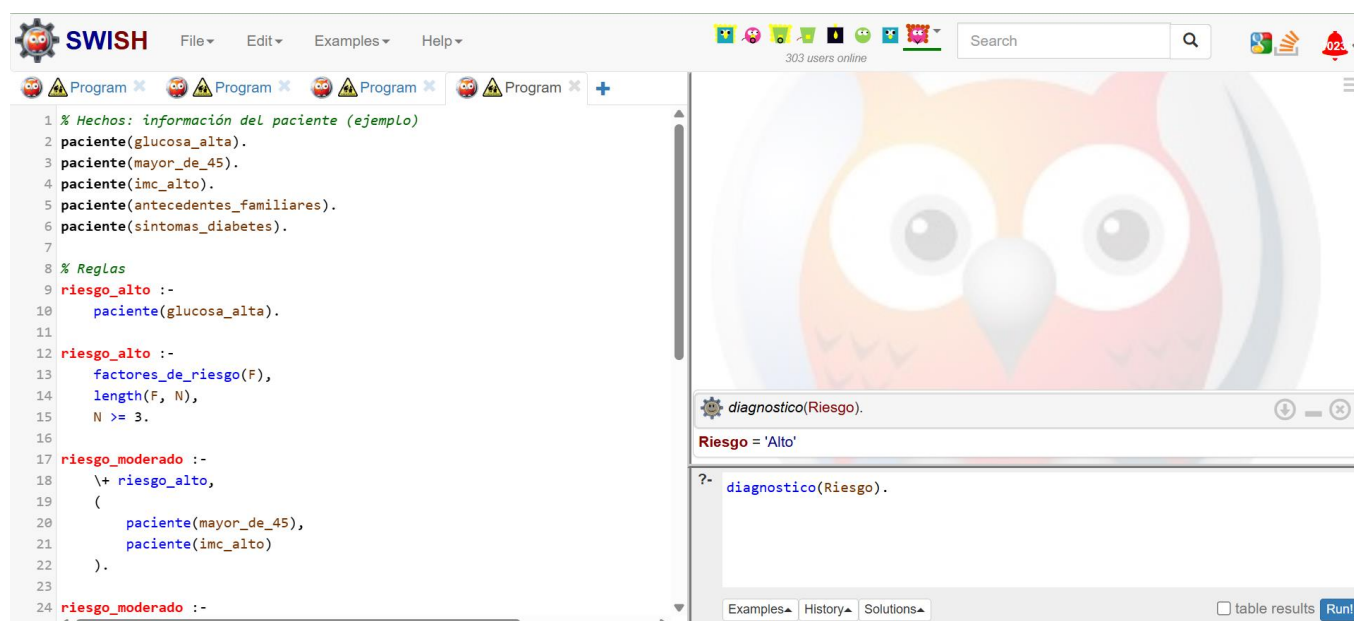 SWISH File Edit Examples Help
303 users online
Search
Program Program Program Program
1 % Hechos: información del paciente (ejemplo)
2 paciente(glucosa_alta).
3 paciente(mayor_de_45).
4 paciente(imc_alto).
5 paciente(antecedentes_familiares).
6 paciente(sintomas_diabetes).
7
8 % Reglas
9 riesgo_alto :-
10 paciente(glucosa_alta).
11
12 riesgo_alto :-
13 factores_de_riesgo(F),
14 length(F, N),
15 N >= 3.
16
17 riesgo_moderado :-
18 \+ riesgo_alto,
19 (
20 paciente(mayor_de_45),
21 paciente(imc_alto)
22 ).
23
24 riesgo_moderado :-
diagnostico(Riesgo).
Riesgo = 'Alto'
?- diagnostico(Riesgo).
Examples History Solutions table results Run!